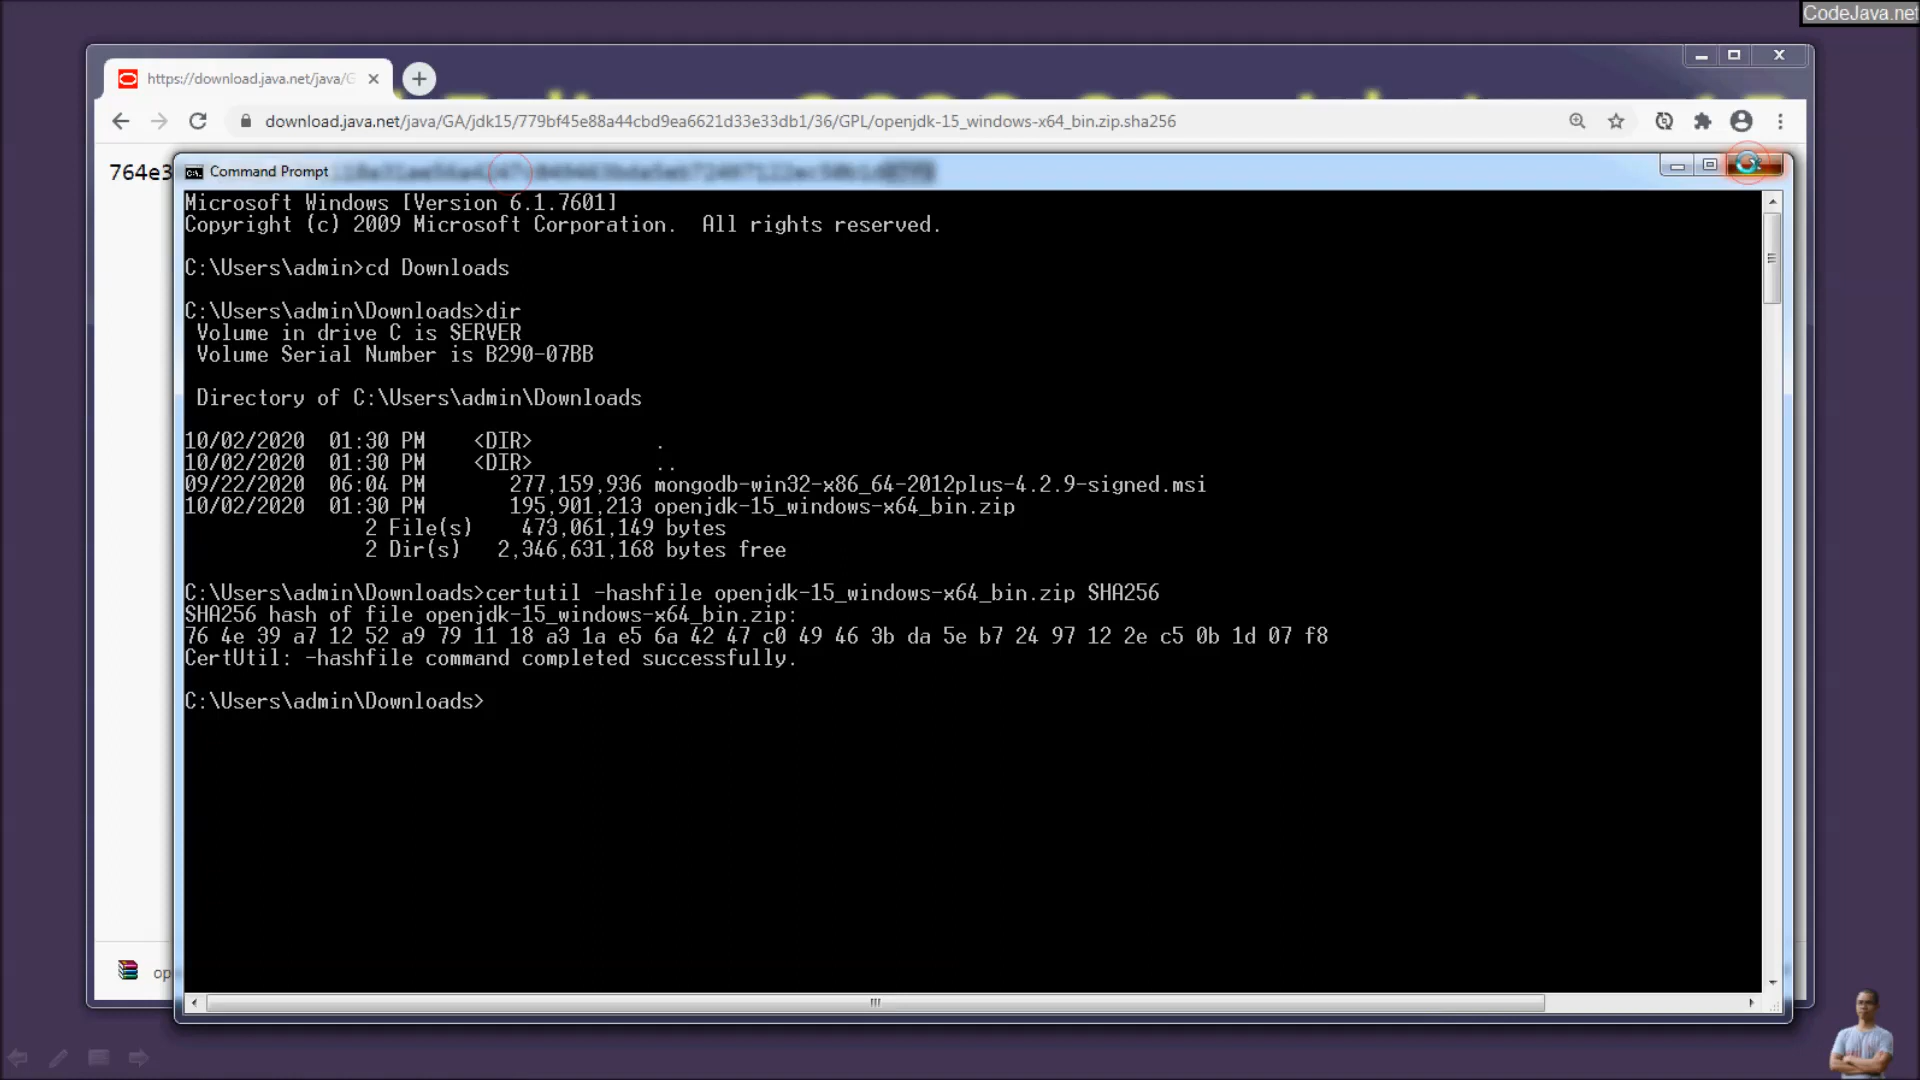 CodeJava.net
https://download.java.net/java/G
download.java.net/java/GA/jdk15/779bf45e88a44cbd9ea6621d33e33db1/36/GPL/openjdk-15_windows-x64_bin.zip.sha256
764e3
Command Prompt
Microsoft Windows [Version 6.1.7601]
Copyright (c) 2009 Microsoft Corporation.  All rights reserved.
C:\Users\admin>cd Downloads
C:\Users\admin\Downloads>dir
Volume in drive C is SERVER
Volume Serial Number is B290-07BB
Directory of C:\Users\admin\Downloads
10/02/2020  01:30 PM    <DIR>          .
10/02/2020  01:30 PM    <DIR>          ..
09/22/2020  06:04 PM       277,159,936 mongodb-win32-x86_64-2012plus-4.2.9-signed.msi
10/02/2020  01:30 PM       195,901,213 openjdk-15_windows-x64_bin.zip
2 File(s)    473,061,149 bytes
2 Dir(s)   2,346,631,168 bytes free
C:\Users\admin\Downloads>certutil -hashfile openjdk-15_windows-x64_bin.zip SHA256
SHA256 hash of file openjdk-15_windows-x64_bin.zip:
76 4e 39 a7 12 52 a9 79 11 18 a3 1a e5 6a 42 47 c0 49 46 3b da 5e b7 24 97 12 2e c5 0b 1d 07 f8
CertUtil: -hashfile command completed successfully.
C:\Users\admin\Downloads>
op